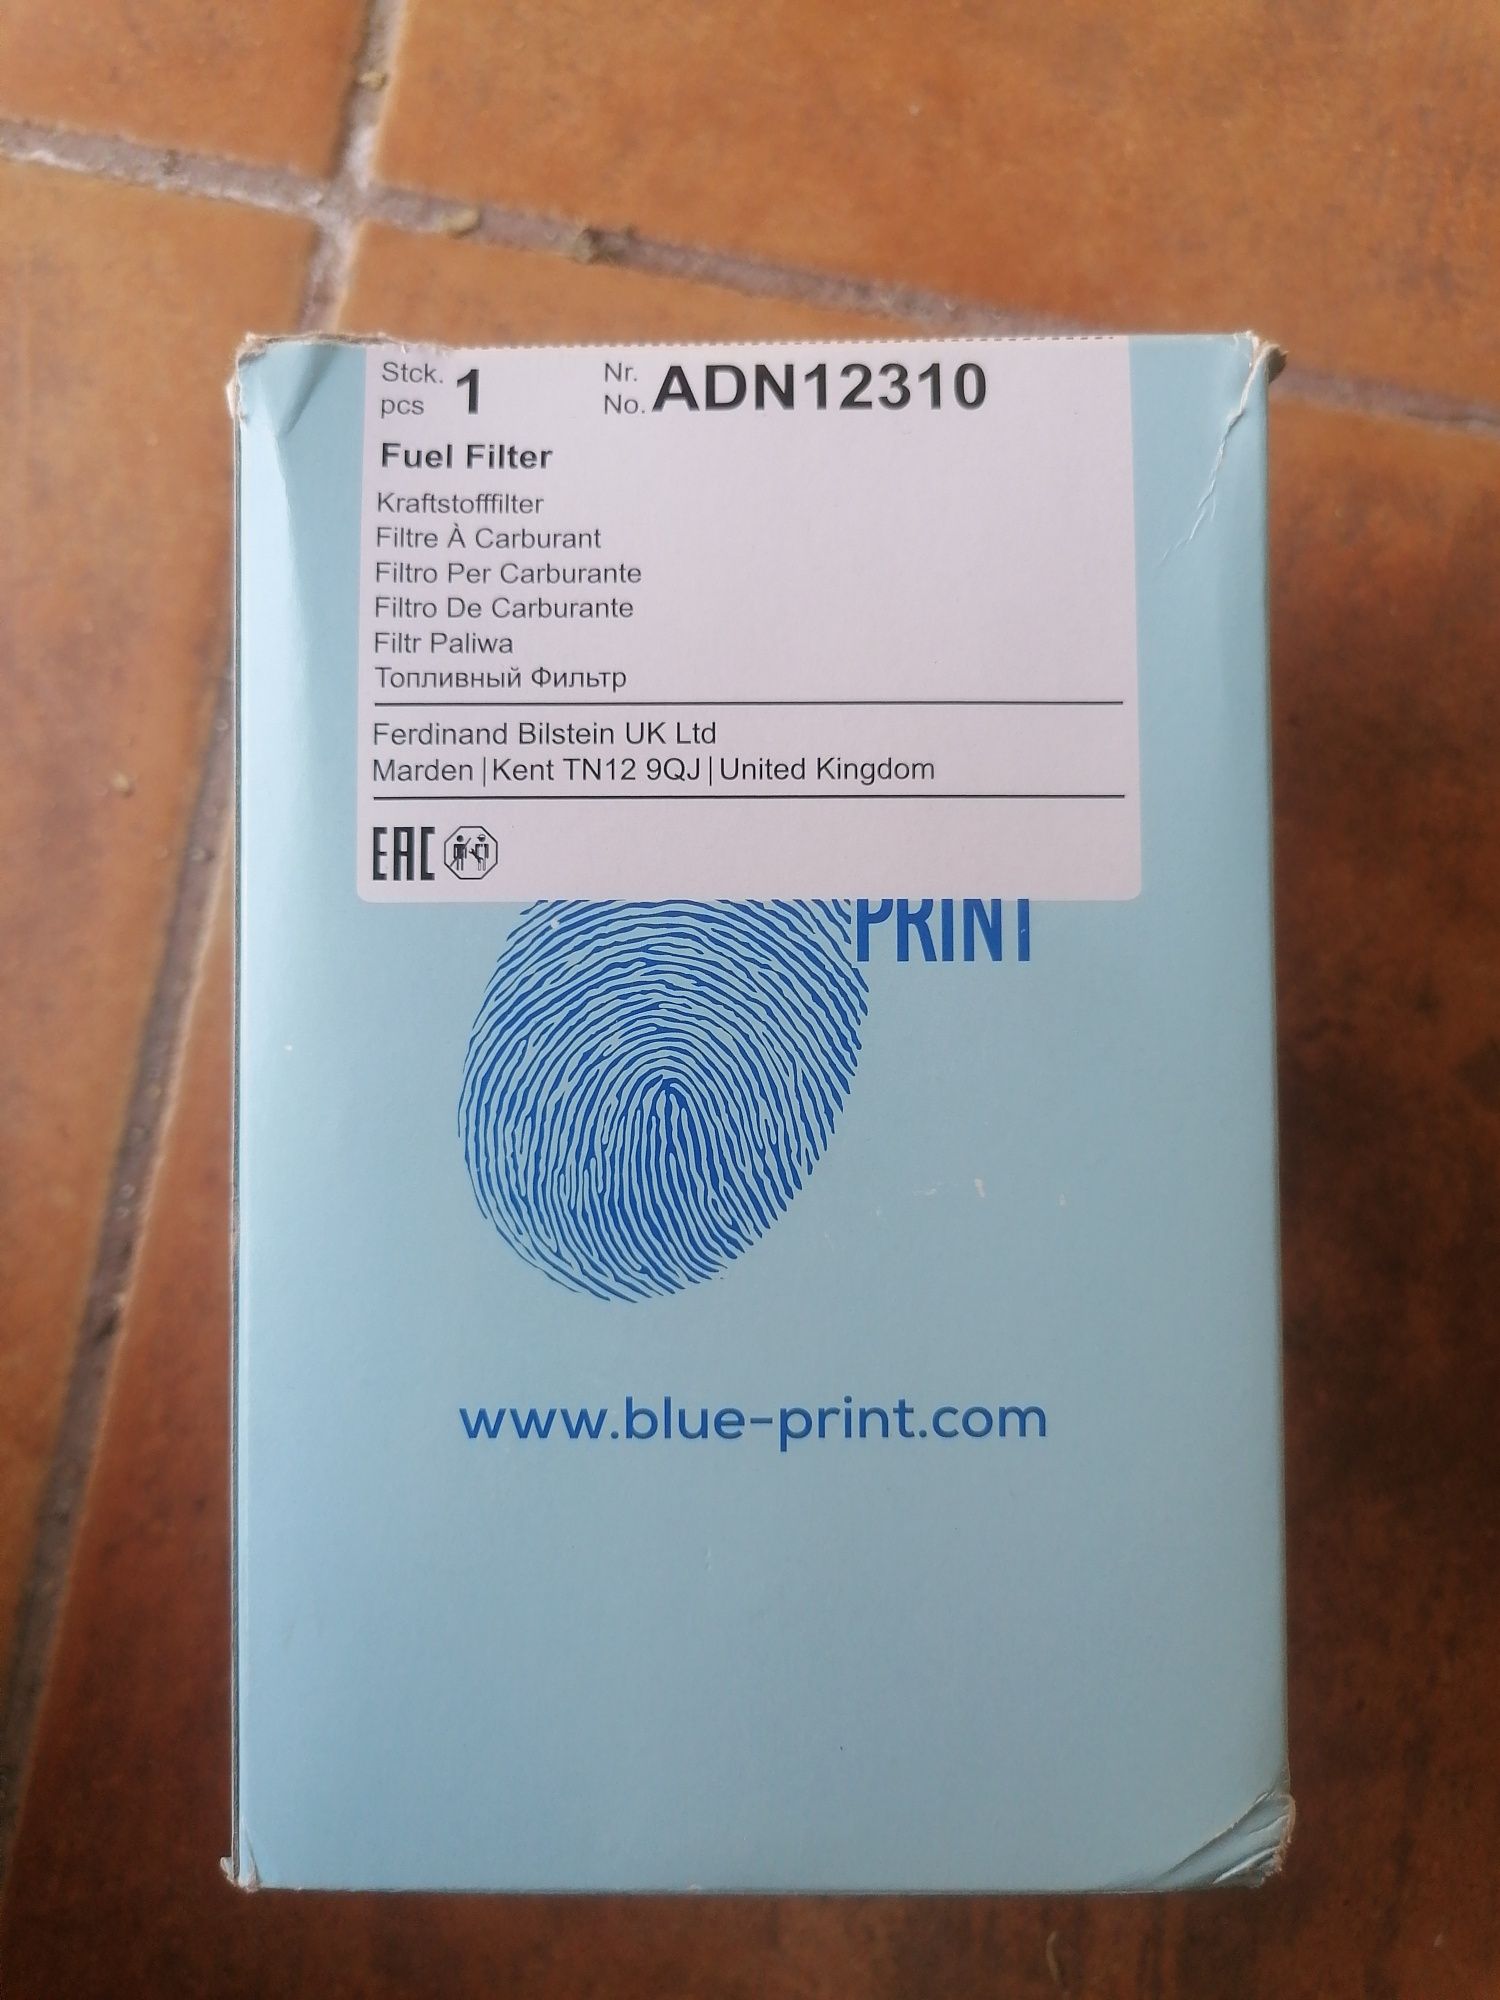 Stck. 1 Nr. ADN12310
pcs No.
Fuel Filter
Kraftstofffilter
Filtre À Carburant
Filtro Per Carburante
Filtro De Carburante
Filtr Paliwa
Топливный Фильтр
Ferdinand Bilstein UK Ltd
Marden | Kent TN12 9QJ | United Kingdom
EAC
PRINT
www.blue-print.com